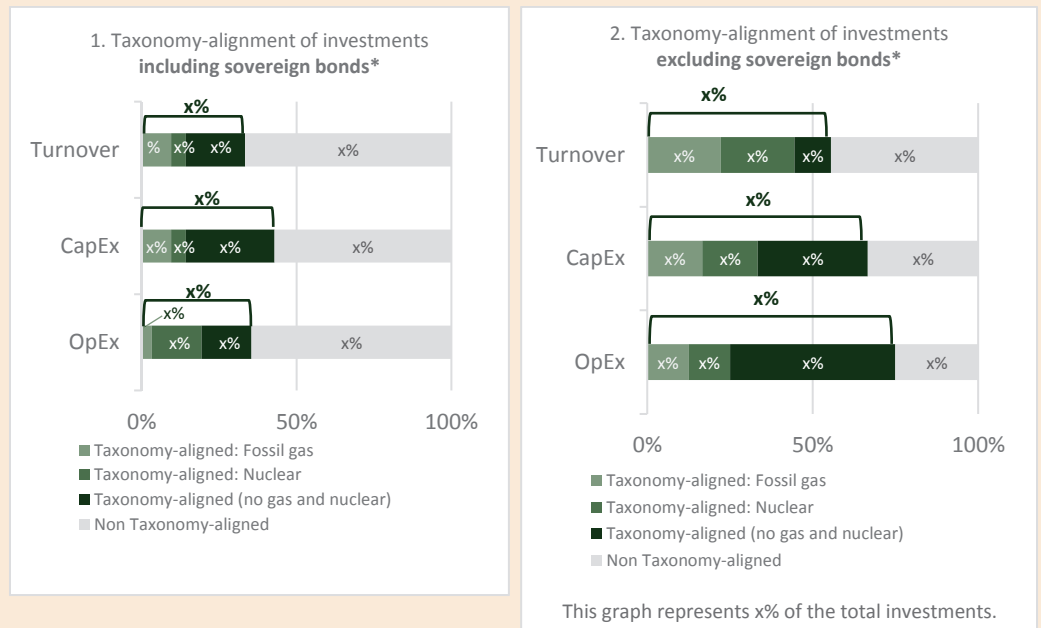 1. Taxonomy-alignment of investments
including sovereign bonds*
x%
Turnover
% x% x% x%
x%
CapEx
x% x% x% x%
x%
x%
OpEx
x% x% x%
0% 50% 100%
Taxonomy-aligned: Fossil gas
Taxonomy-aligned: Nuclear
Taxonomy-aligned (no gas and nuclear)
Non Taxonomy-aligned
2. Taxonomy-alignment of investments
excluding sovereign bonds*
x%
Turnover
x% x% x% x%
x%
CapEx
x% x% x% x%
x%
OpEx
x% x% x% x%
0% 50% 100%
Taxonomy-aligned: Fossil gas
Taxonomy-aligned: Nuclear
Taxonomy-aligned (no gas and nuclear)
Non Taxonomy-aligned
This graph represents x% of the total investments.